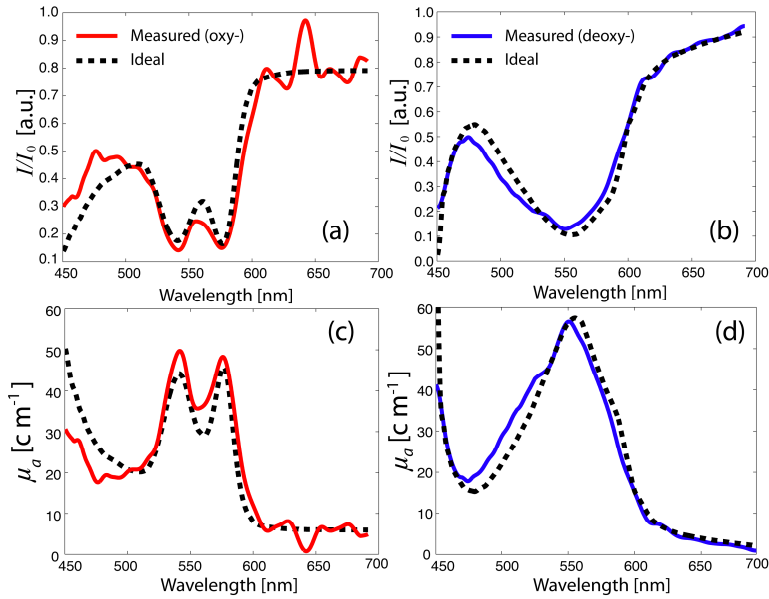 1.0
0.9
0.8
0.7
0.6
0.5
0.4
0.3
0.2
0.1
I/I0 [a.u.]
Measured (oxy-)
Ideal
(a)
450 500 550 600 650 700
Wavelength [nm]
1.0
0.9
0.8
0.7
0.6
0.5
0.4
0.3
0.2
0.1
0.0
I/I0 [a.u.]
Measured (deoxy-)
Ideal
(b)
450 500 550 600 650 700
Wavelength [nm]
60
50
40
30
20
10
0
μa [c m-1]
(c)
450 500 550 600 650 700
Wavelength [nm]
60
50
40
30
20
10
0
μa [c m-1]
(d)
450 500 550 600 650 700
Wavelength [nm]